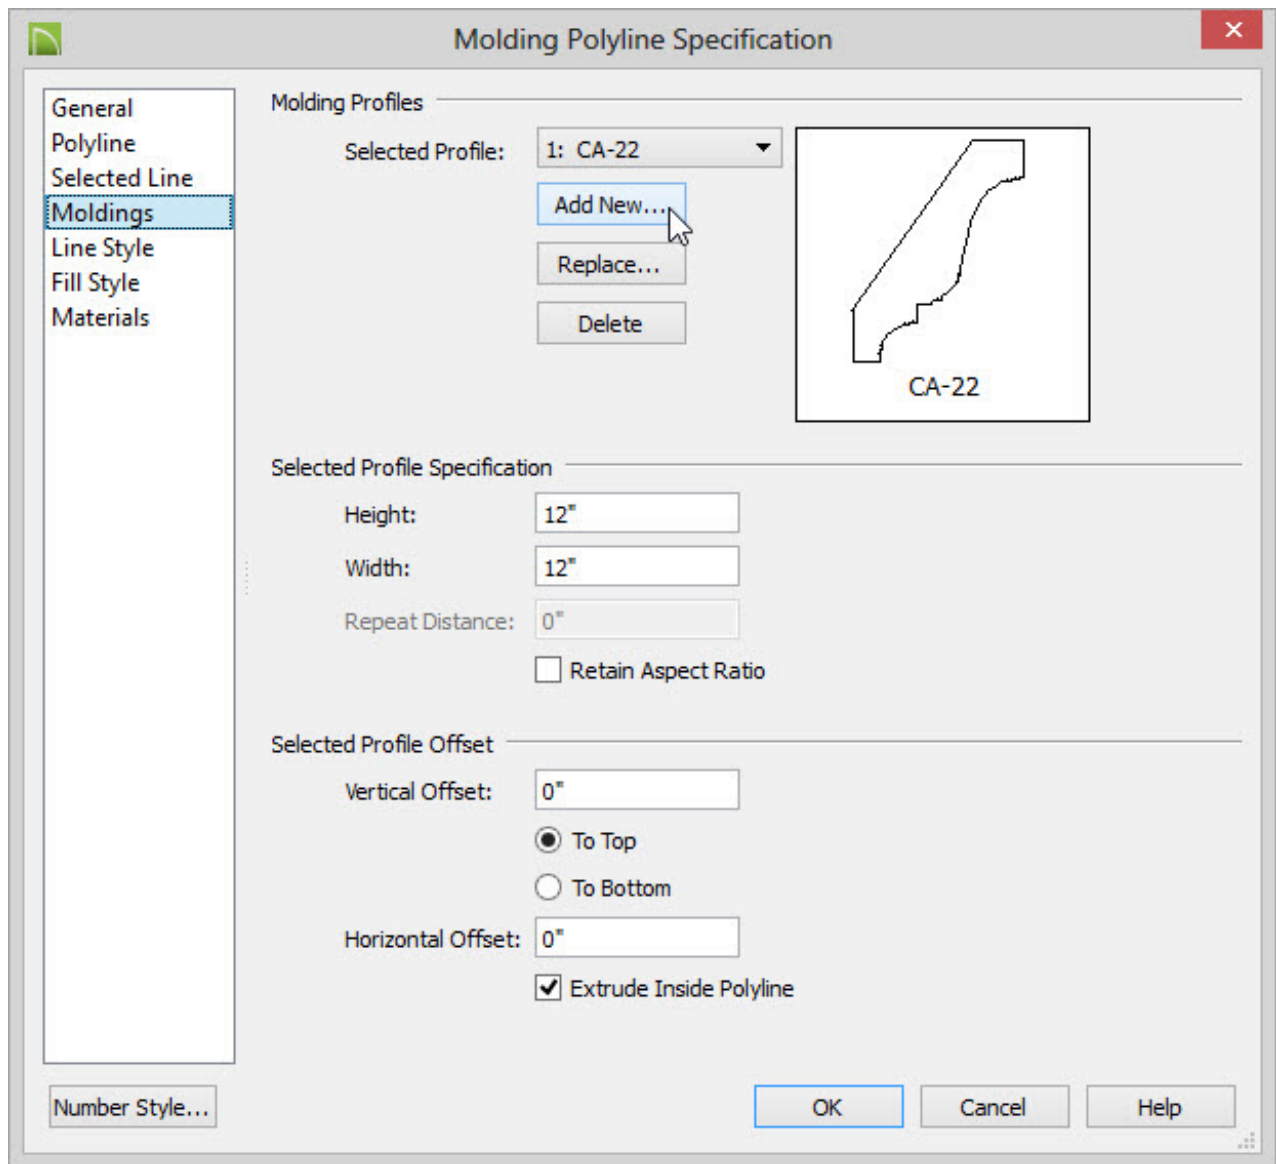 Molding Polyline Specification
General
Polyline
Selected Line
Moldings
Line Style
Fill Style
Materials
Molding Profiles
Selected Profile:
1: CA-22
Add New...
Replace...
Delete
CA-22
Selected Profile Specification
Height:
12"
Width:
12"
Repeat Distance:
0"
Retain Aspect Ratio
Selected Profile Offset
Vertical Offset:
0"
To Top
To Bottom
Horizontal Offset:
0"
Extrude Inside Polyline
Number Style...
OK
Cancel
Help